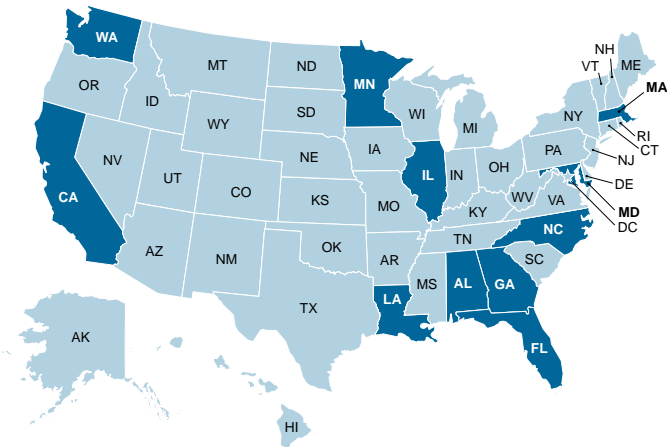 WA
MT
ND
MN
VT
NH
ME
OR
ID
WY
SD
WI
MI
NY
MA
RI
CT
NV
UT
CO
NE
IA
IL
IN
OH
PA
NJ
CA
KS
MO
KY
WV
VA
DE
MD
DC
AZ
NM
OK
AR
TN
NC
SC
TX
LA
MS
AL
GA
FL
AK
HI